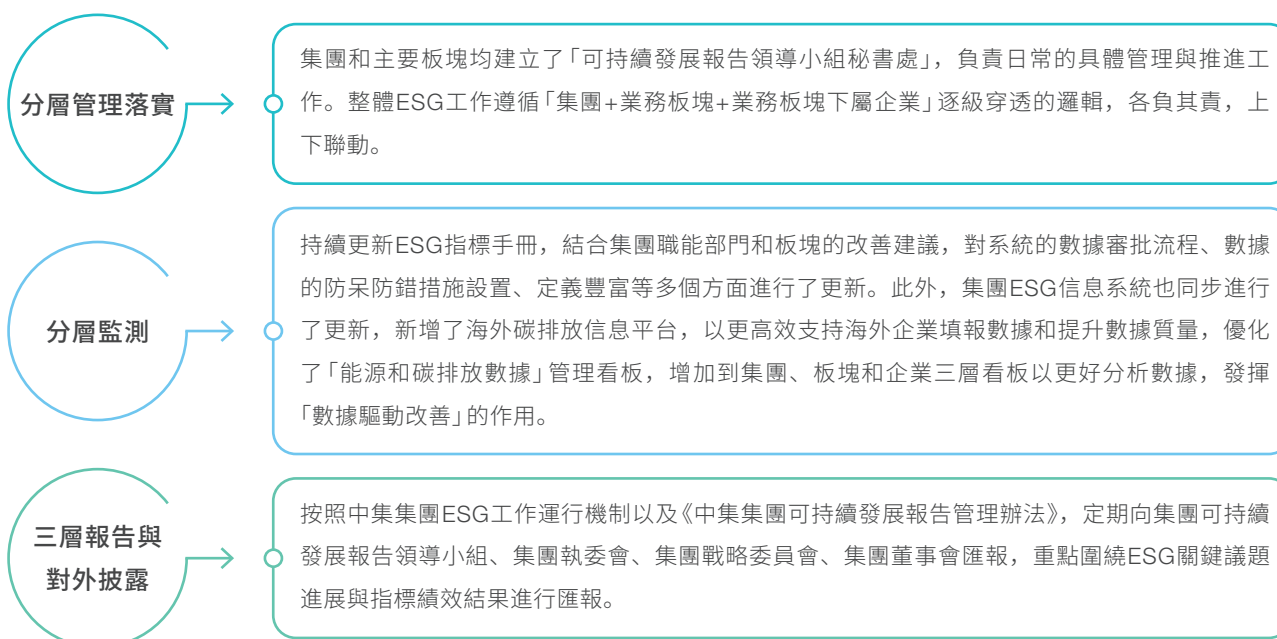 分層管理落實
集團和主要板塊均建立了「可持續發展報告領導小組秘書處」，負責日常的具體管理與推進工
作。整體ESG工作遵循「集團+業務板塊+業務板塊下屬企業」逐級穿透的邏輯，各負其責，上
下聯動。
分層監測
持續更新ESG指標手冊，結合集團職能部門和板塊的改善建議，對系統的數據審批流程、數據
的防呆防錯措施設置、定義豐富等多個方面進行了更新。此外，集團ESG信息系統也同步進行
了更新，新增了海外碳排放信息平台，以更高效支持海外企業填報數據和提升數據質量，優化
了「能源和碳排放數據」管理看板，增加到集團、板塊和企業三層看板以更好分析數據，發揮
「數據驅動改善」的作用。
三層報告與
對外披露
按照中集集團ESG工作運行機制以及《中集集團可持續發展報告管理辦法》，定期向集團可持續
發展報告領導小組、集團執委會、集團戰略委員會、集團董事會匯報，重點圍繞ESG關鍵議題
進展與指標績效結果進行匯報。